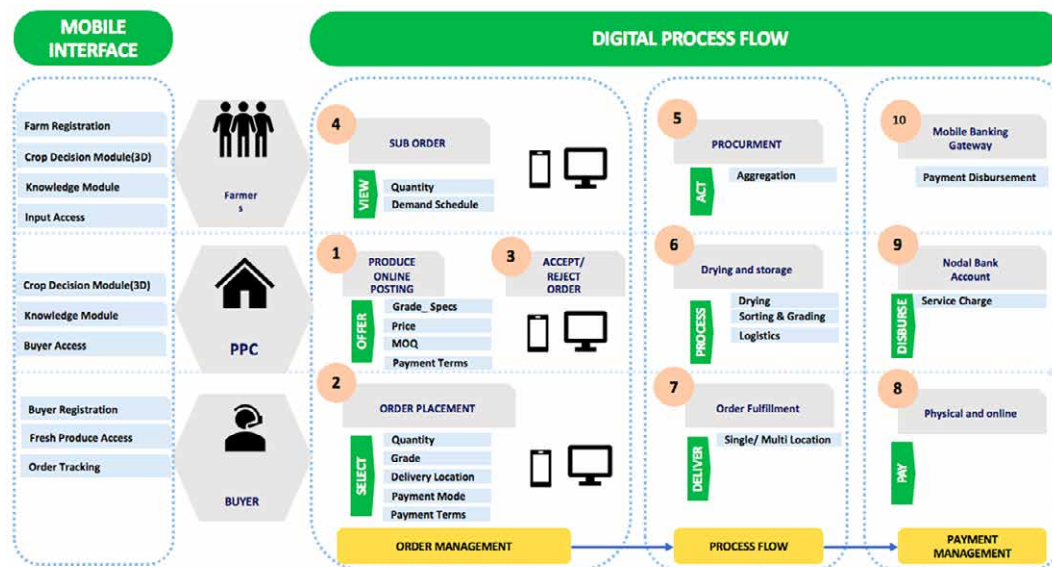 MOBILE
INTERFACE
DIGITAL PROCESS FLOW
Farm Registration
Crop Decision Module(3D)
Knowledge Module
Input Access
Farmer
s
4
SUB ORDER
VIEW
Quantity
Demand Schedule
5
PROCURMENT
ACT
Aggregation
10
Mobile Banking
Gateway
Payment Disbursement
Crop Decision Module(3D)
Knowledge Module
Buyer Access
PPC
1
PRODUCE
ONLINE
POSTING
OFFER
Grade_ Specs
Price
MOQ
Payment Terms
3
ACCEPT/
REJECT
ORDER
6
Drying and storage
PROCESS
Drying
Sorting & Grading
Logistics
9
Nodal Bank
Account
DISBURSE
Service Charge
Buyer Registration
Fresh Produce Access
Order Tracking
BUYER
2
ORDER PLACEMENT
SELECT
Quantity
Grade
Delivery Location
Payment Mode
Payment Terms
7
Order Fulfillment
DELIVER
Single/ Multi Location
8
Physical and online
PAY
ORDER MANAGEMENT
PROCESS FLOW
PAYMENT
MANAGEMENT